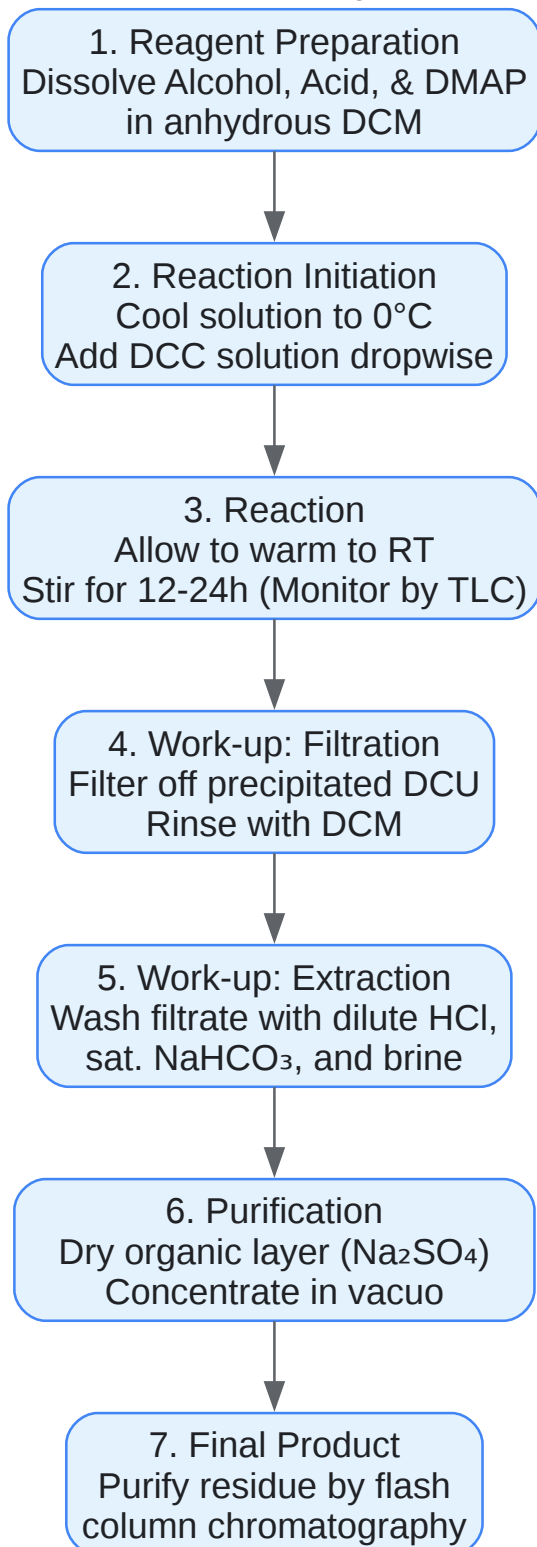 1. Reagent Preparation
Dissolve Alcohol, Acid, & DMAP
in anhydrous DCM
2. Reaction Initiation
Cool solution to 0°C
Add DCC solution dropwise
3. Reaction
Allow to warm to RT
Stir for 12-24h (Monitor by TLC)
4. Work-up: Filtration
Filter off precipitated DCU
Rinse with DCM
5. Work-up: Extraction
Wash filtrate with dilute HCl,
sat. NaHCO₃, and brine
6. Purification
Dry organic layer (Na₂SO₄)
Concentrate in vacuo
7. Final Product
Purify residue by flash
column chromatography